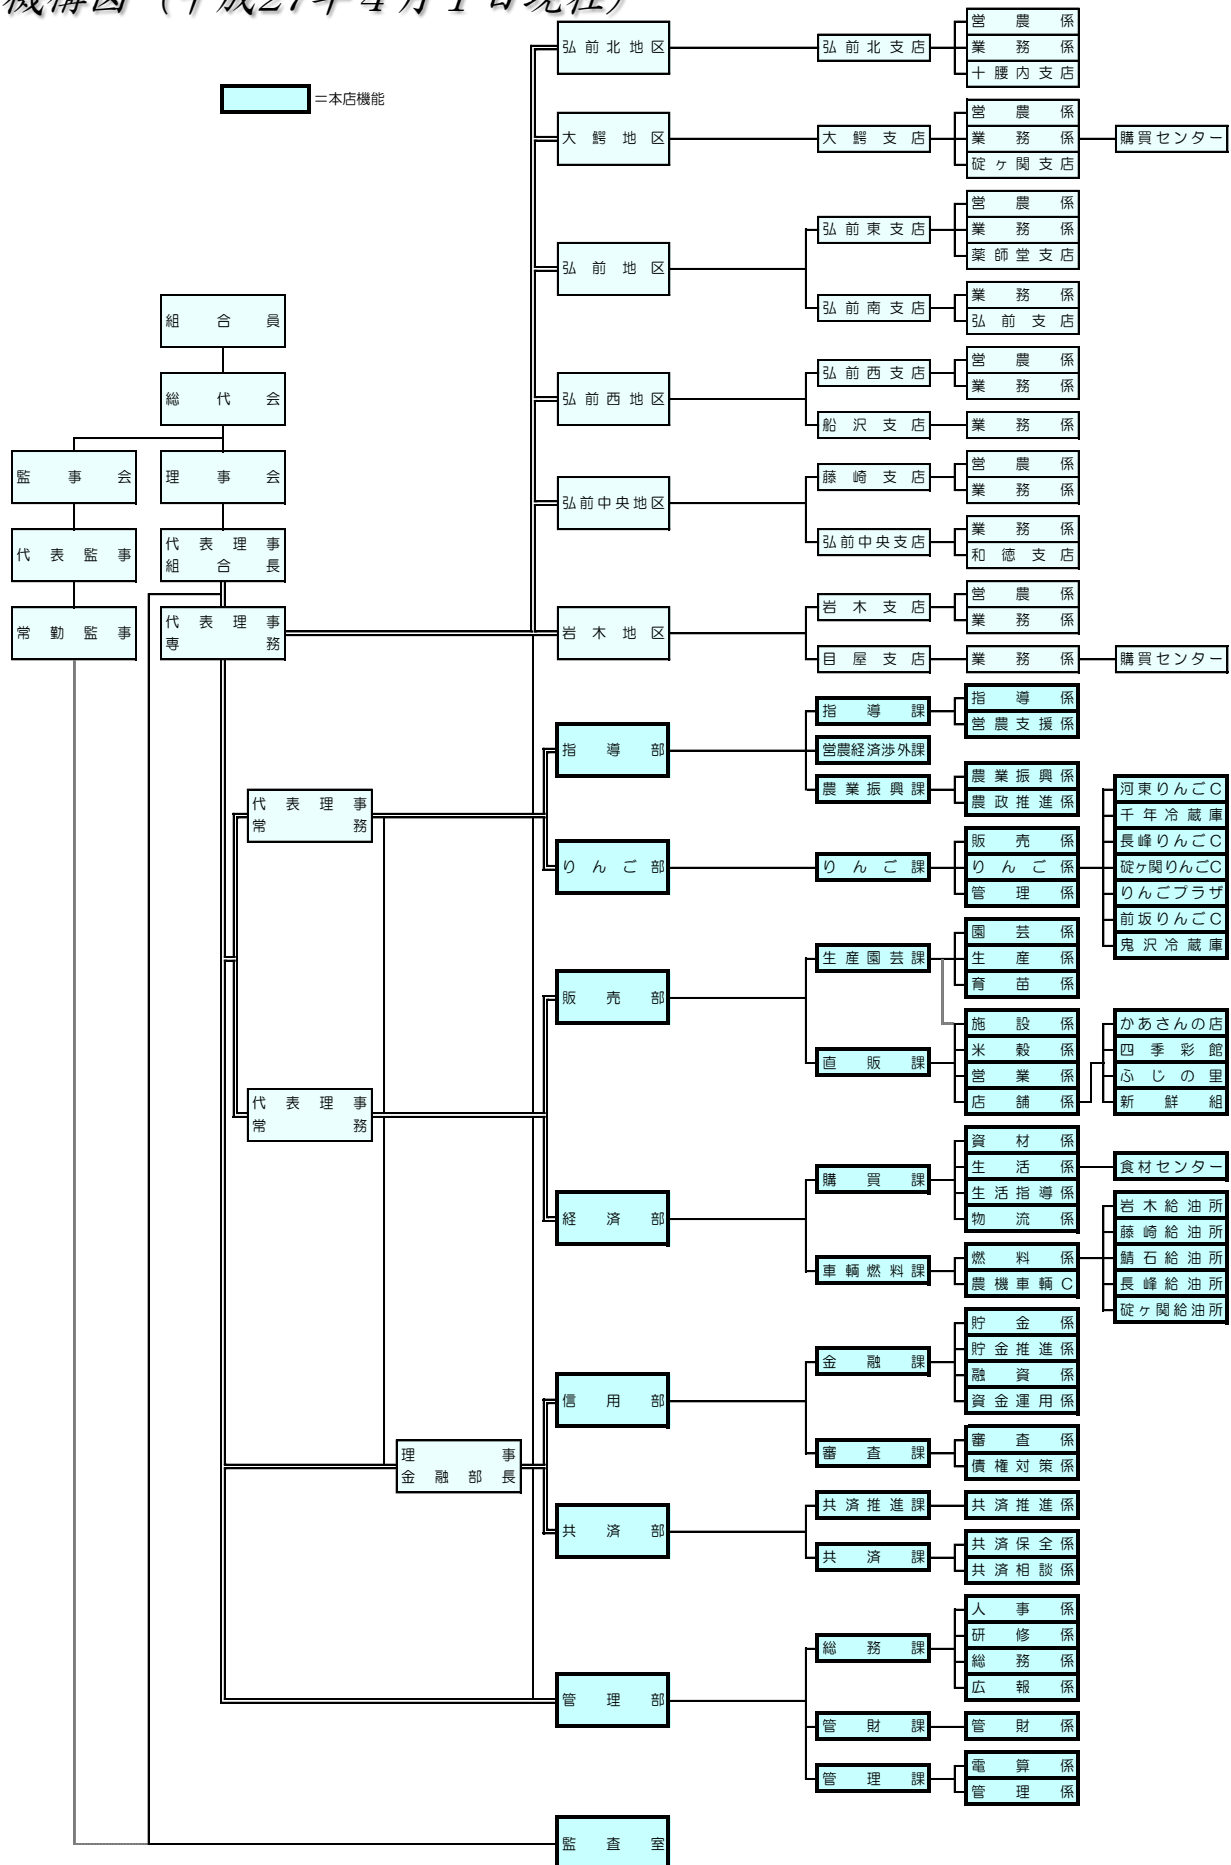 機構図（平成27年４月１日現在）
＝本店機能
組合員
総代会
監事会
理事会
代表監事
代表理事
組合長
常勤監事
代表理事
専務
代表理事
常務
代表理事
常務
理事
金融部長
弘前北地区
弘前北支店
営農係
業務係
十腰内支店
大鰐地区
大鰐支店
営農係
業務係
碇ヶ関支店
購買センター
弘前地区
弘前東支店
営農係
業務係
薬師堂支店
弘前南支店
業務係
弘前支店
弘前西地区
弘前西支店
営農係
業務係
船沢支店
業務係
弘前中央地区
藤崎支店
営農係
業務係
弘前中央支店
業務係
和徳支店
岩木地区
岩木支店
営農係
業務係
目屋支店
業務係
購買センター
指導部
指導課
指導係
営農支援係
営農経済渉外課
農業振興課
農業振興係
農政推進係
りんご部
りんご課
販売係
りんご係
管理係
河東りんごＣ
千年冷蔵庫
長峰りんごＣ
碇ヶ関りんごＣ
りんごプラザ
前坂りんごＣ
鬼沢冷蔵庫
販売部
生産園芸課
園芸係
生産係
育苗係
直販課
施設係
米穀係
営業係
店舗係
かあさんの店
四季彩館
ふじの里
新鮮組
経済部
購買課
資材係
生活係
生活指導係
物流係
食材センター
車輌燃料課
燃料係
農機車輌Ｃ
岩木給油所
藤崎給油所
鯖石給油所
長峰給油所
碇ヶ関給油所
信用部
金融課
貯金係
貯金推進係
融資係
資金運用係
審査課
審査係
債権対策係
共済部
共済推進課
共済推進係
共済課
共済保全係
共済相談係
管理部
総務課
人事係
研修係
総務係
広報係
管財課
管財係
管理課
電算係
管理係
監査室